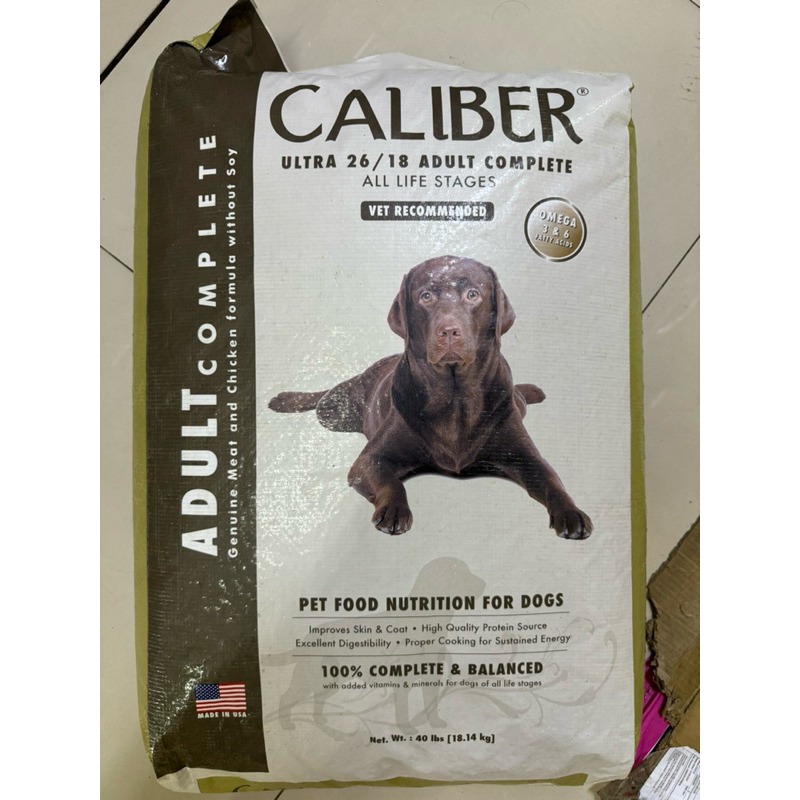 CALIBER®
ULTRA 26/18 ADULT COMPLETE
ALL LIFE STAGES
VET RECOMMENDED
OMEGA
3 & 6
FATTY ACIDS
ADULT COMPLETE
Genuine Meat and Chicken formula without Soy
PET FOOD NUTRITION FOR DOGS
Improves Skin & Coat • High Quality Protein Source
Excellent Digestibility • Proper Cooking for Sustained Energy
100% COMPLETE & BALANCED
with added vitamins & minerals for dogs of all life stages
MADE IN USA
Net. Wt. : 40 lbs [18.14 kg]